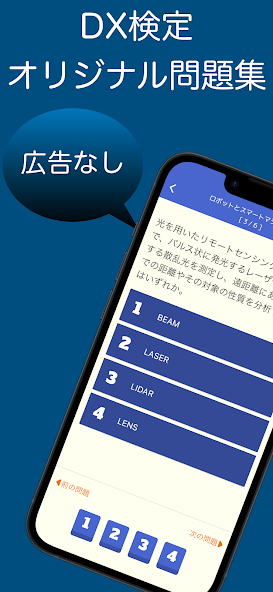 DX検定
オリジナル問題集
広告なし
ロボットとスマートマ
[3/6]
光を用いたリモートセンシング
で、パルス状に発光するレーザ
する散乱光を測定し、遠距離にあ
での距離やその対象の性質を分析
はいずれか。
1 BEAM
2 LASER
3 LiDAR
4 LENS
前の問題
次の問題
1 2 3 4